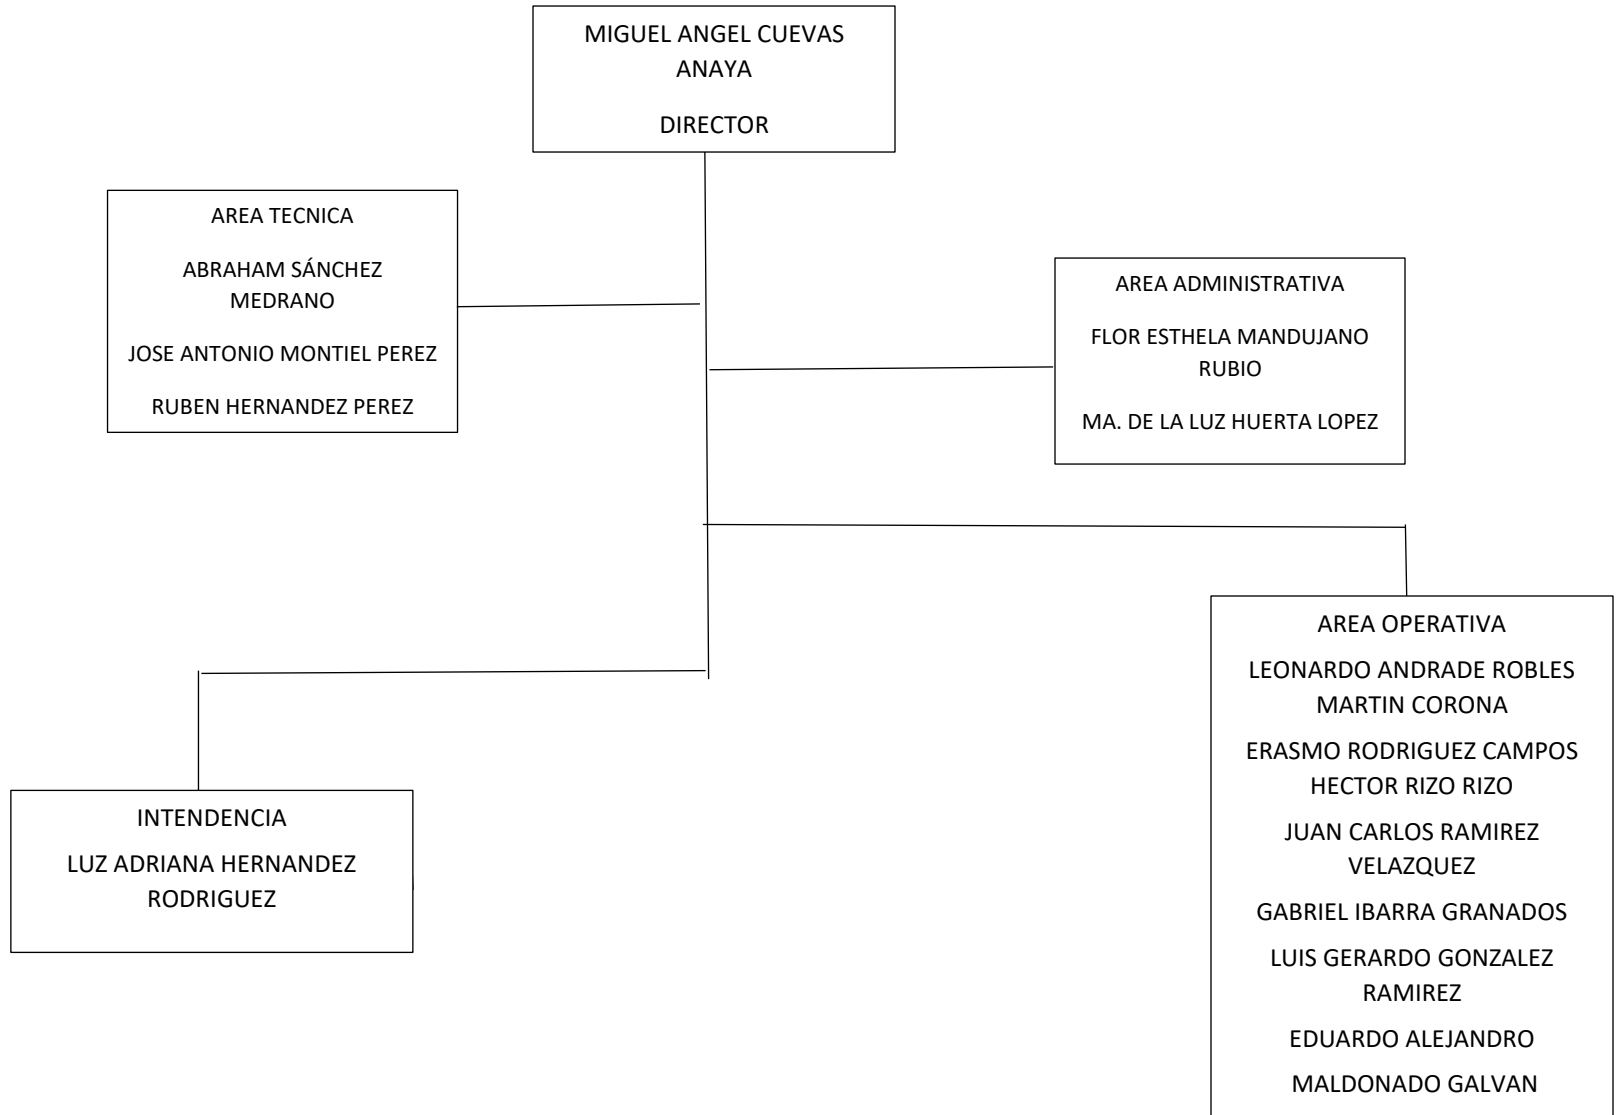 MIGUEL ANGEL CUEVAS
ANAYA
DIRECTOR
AREA TECNICA
ABRAHAM SÁNCHEZ
MEDRANO
JOSE ANTONIO MONTIEL PEREZ
RUBEN HERNANDEZ PEREZ
AREA ADMINISTRATIVA
FLOR ESTHELA MANDUJANO
RUBIO
MA. DE LA LUZ HUERTA LOPEZ
INTENDENCIA
LUZ ADRIANA HERNANDEZ
RODRIGUEZ
AREA OPERATIVA
LEONARDO ANDRADE ROBLES
MARTIN CORONA
ERASMO RODRIGUEZ CAMPOS
HECTOR RIZO RIZO
JUAN CARLOS RAMIREZ
VELAZQUEZ
GABRIEL IBARRA GRANADOS
LUIS GERARDO GONZALEZ
RAMIREZ
EDUARDO ALEJANDRO
MALDONADO GALVAN